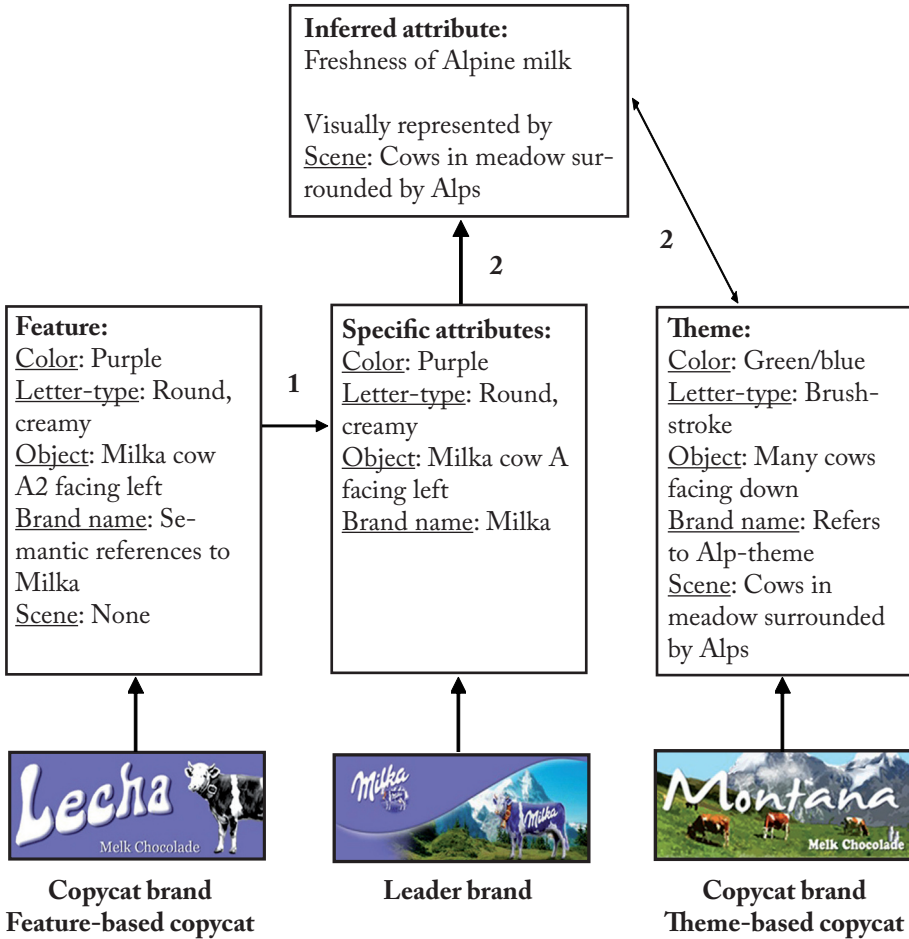 Inferred attribute:
Freshness of Alpine milk
Visually represented by
Scene: Cows in meadow sur-
rounded by Alps
2
2
Feature:
Color: Purple
Letter-type: Round,
creamy
Object: Milka cow
A2 facing left
Brand name: Se-
mantic references to
Milka
Scene: None
1
Specific attributes:
Color: Purple
Letter-type: Round,
creamy
Object: Milka cow A
facing left
Brand name: Milka
Theme:
Color: Green/blue
Letter-type: Brush-
stroke
Object: Many cows
facing down
Brand name: Refers
to Alp-theme
Scene: Cows in
meadow surrounded
by Alps
Lecha
Melk Chocolade
Milka
Milka
Montana
Melk Chocolade
Copycat brand
Feature-based copycat
Leader brand
Copycat brand
Theme-based copycat